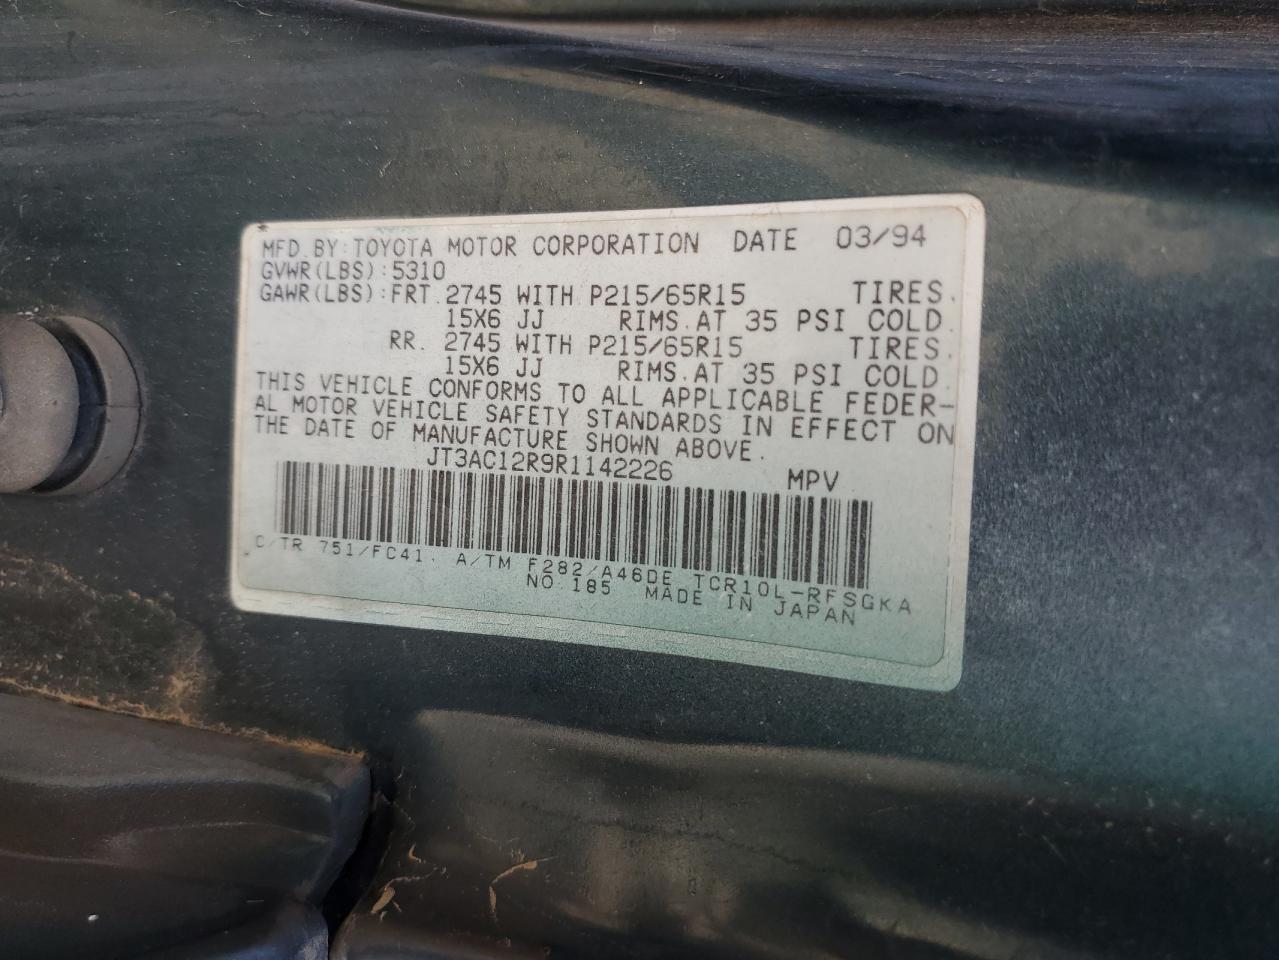 MFD. BY: TOYOTA MOTOR CORPORATION DATE 03/94
GVWR(LBS): 5310
GAWR(LBS): FRT. 2745 WITH P215/65R15 TIRES.
15X6 JJ RIMS. AT 35 PSI COLD.
RR. 2745 WITH P215/65R15 TIRES.
15X6 JJ RIMS. AT 35 PSI COLD.
THIS VEHICLE CONFORMS TO ALL APPLICABLE FEDER-
AL MOTOR VEHICLE SAFETY STANDARDS IN EFFECT ON
THE DATE OF MANUFACTURE SHOWN ABOVE.
JT3AC12R9R1142226 MPV
C/TR 751/FC41. A/TM F282/A46DE TCR10L-RFSGKA
NO 185 MADE IN JAPAN